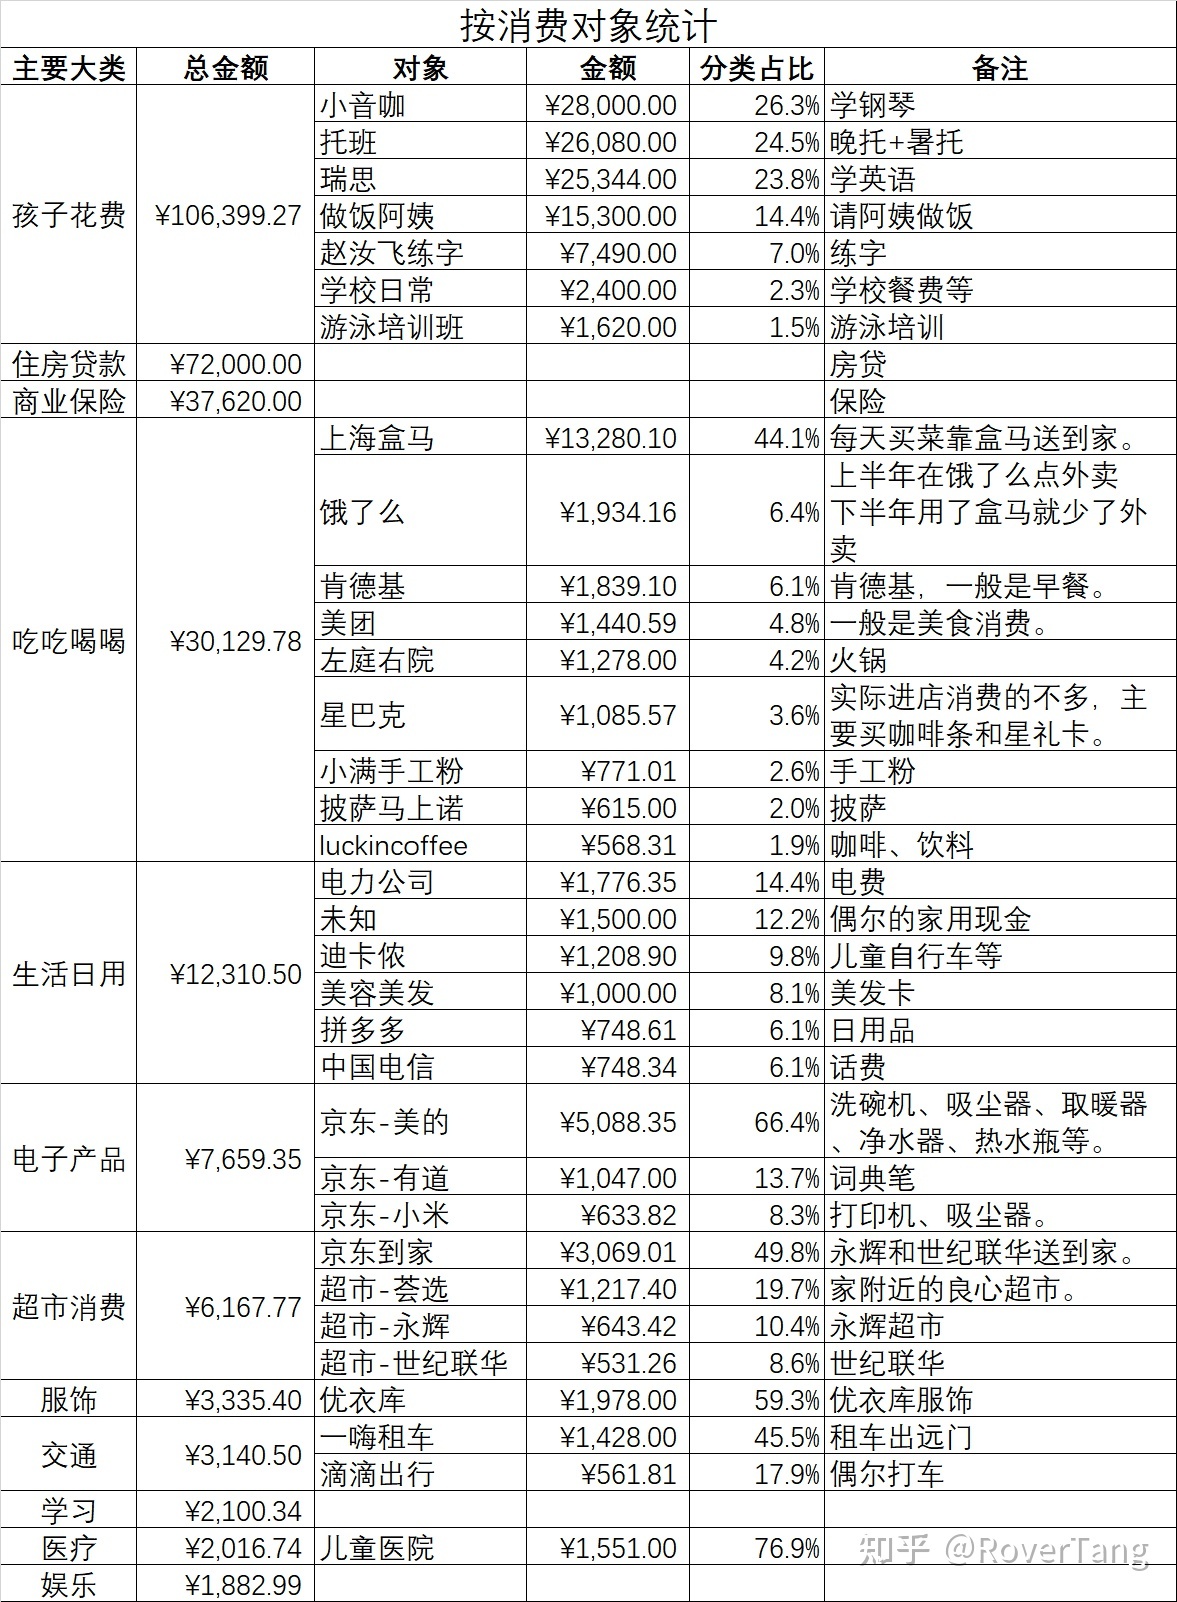 按消费对象统计
主要大类 总金额 对象 金额 分类占比 备注
孩子花费 ¥106,399.27 小音咖 ¥28,000.00 26.3% 学钢琴
托班 ¥26,080.00 24.5% 晚托+暑托
瑞思 ¥25,344.00 23.8% 学英语
做饭阿姨 ¥15,300.00 14.4% 请阿姨做饭
赵汝飞练字 ¥7,490.00 7.0% 练字
学校日常 ¥2,400.00 2.3% 学校餐费等
游泳培训班 ¥1,620.00 1.5% 游泳培训
住房贷款 ¥72,000.00 房贷
商业保险 ¥37,620.00 保险
吃吃喝喝 ¥30,129.78 上海盒马 ¥13,280.10 44.1% 每天买菜靠盒马送到家。
饿了么 ¥1,934.16 6.4% 上半年在饿了么点外卖
下半年用了盒马就少了外
卖
肯德基 ¥1,839.10 6.1% 肯德基，一般是早餐。
美团 ¥1,440.59 4.8% 一般是美食消费。
左庭右院 ¥1,278.00 4.2% 火锅
星巴克 ¥1,085.57 3.6% 实际进店消费的不多，主
要买咖啡条和星礼卡。
小满手工粉 ¥771.01 2.6% 手工粉
披萨马上诺 ¥615.00 2.0% 披萨
luckincoffee ¥568.31 1.9% 咖啡、饮料
生活日用 ¥12,310.50 电力公司 ¥1,776.35 14.4% 电费
未知 ¥1,500.00 12.2% 偶尔的家用现金
迪卡侬 ¥1,208.90 9.8% 儿童自行车等
美容美发 ¥1,000.00 8.1% 美发卡
拼多多 ¥748.61 6.1% 日用品
中国电信 ¥748.34 6.1% 话费
电子产品 ¥7,659.35 京东-美的 ¥5,088.35 66.4% 洗碗机、吸尘器、取暖器
、净水器、热水瓶等。
京东-有道 ¥1,047.00 13.7% 词典笔
京东-小米 ¥633.82 8.3% 打印机、吸尘器。
超市消费 ¥6,167.77 京东到家 ¥3,069.01 49.8% 永辉和世纪联华送到家。
超市-荟选 ¥1,217.40 19.7% 家附近的良心超市。
超市-永辉 ¥643.42 10.4% 永辉超市
超市-世纪联华 ¥531.26 8.6% 世纪联华
服饰 ¥3,335.40 优衣库 ¥1,978.00 59.3% 优衣库服饰
交通 ¥3,140.50 一嗨租车 ¥1,428.00 45.5% 租车出远门
滴滴出行 ¥561.81 17.9% 偶尔打车
学习 ¥2,100.34
医疗 ¥2,016.74 儿童医院 ¥1,551.00 76.9%
知乎 @RoverTang
娱乐 ¥1,882.99